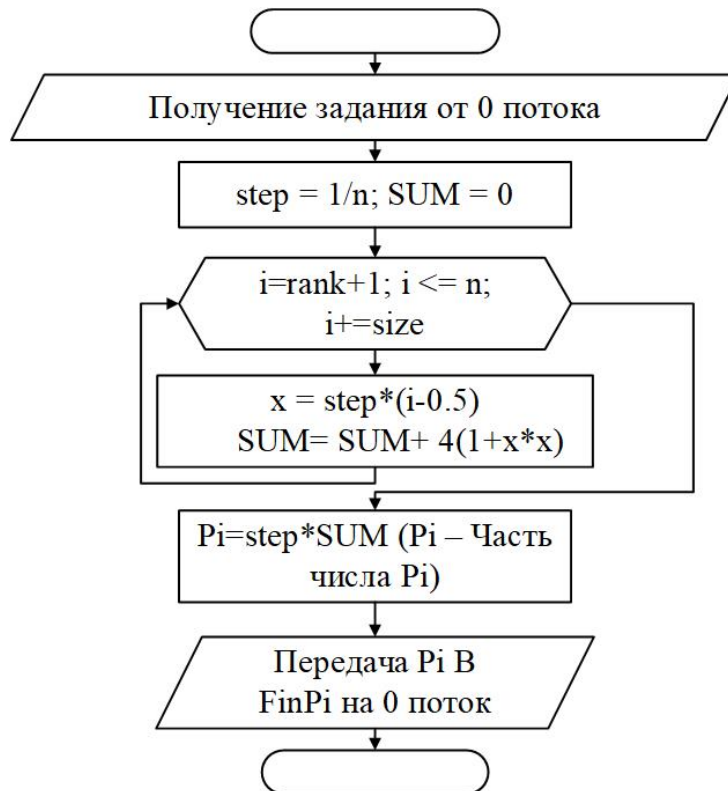 Получение задания от 0 потока
step = 1/n; SUM = 0
i=rank+1; i <= n;
i+=size
x = step*(i-0.5)
SUM= SUM+ 4(1+x*x)
Pi=step*SUM (Pi – Часть
числа Pi)
Передача Pi В
FinPi на 0 поток